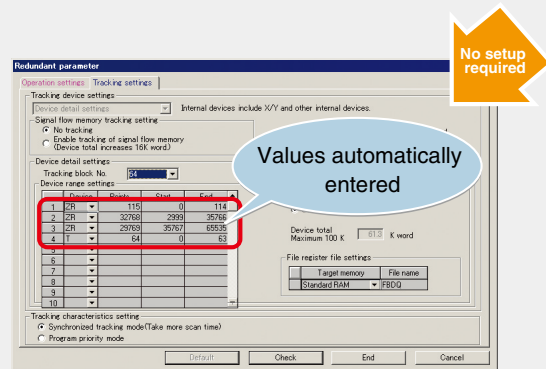 No setup
required
Redundant parameter
Operation settings
Tracking settings
Tracking device settings
Device detail settings
Internal devices include X/Y and other internal devices.
Signal flow memory tracking setting
No tracking
Enable tracking of signal flow memory
(Device total increases 16K word.)
Values automatically
entered
Device detail settings
Tracking block No.
64
Device range settings
Device Points Start End
1 ZR 115 0 114
2 ZR 32768 2999 35766
3 ZR 29769 35767 65535
4 T 64 0 63
5
6
7
8
9
10
Device total
Maximum 100 K
61.3
K word
File register file settings
Target memory File name
Standard RAM FBDQ
Tracking characteristics setting
Synchronized tracking mode(Take more scan time)
Program priority mode
Default
Check
End
Cancel